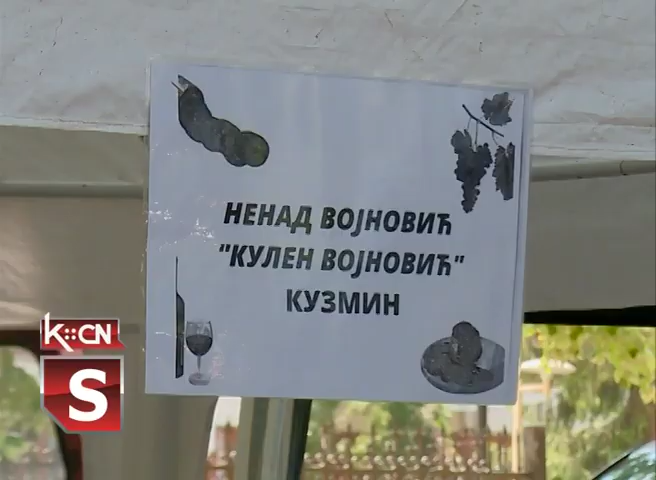 НЕНАД ВОЈНОВИЋ
"КУЛЕН ВОЈНОВИЋ"
КУЗМИН
K::CN
S